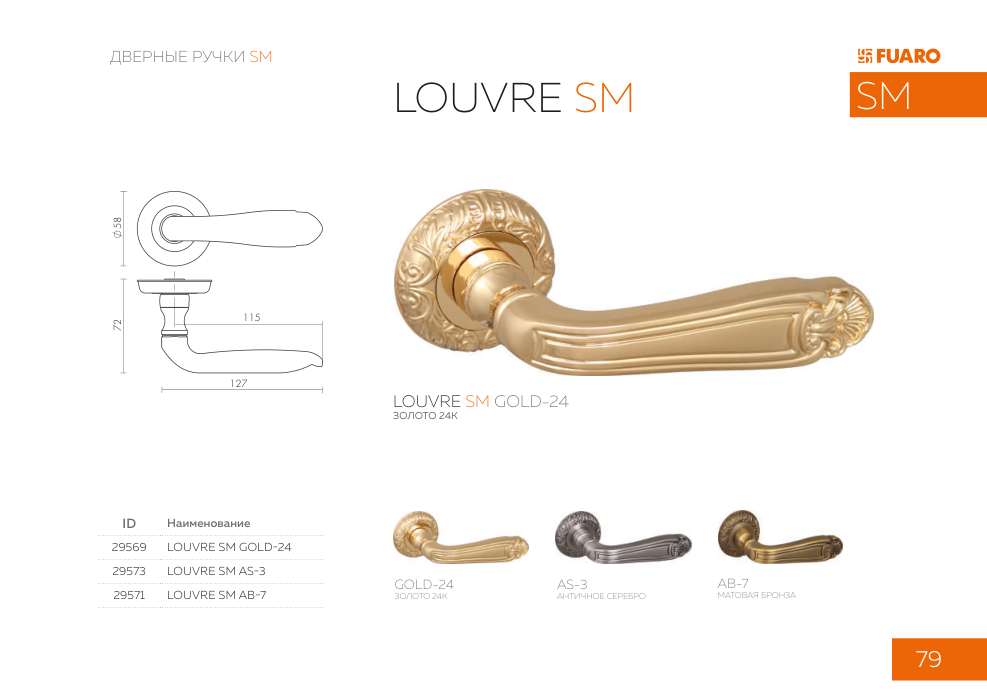 ДВЕРНЫЕ РУЧКИ SM
FUARO
SM
LOUVRE SM
Ø 58
72
115
127
LOUVRE SM GOLD-24
ЗОЛОТО 24К
ID Наименование
29569 LOUVRE SM GOLD-24
29573 LOUVRE SM AS-3
29571 LOUVRE SM AB-7
GOLD-24
ЗОЛОТО 24К
AS-3
АНТИЧНОЕ СЕРЕБРО
AB-7
МАТОВАЯ БРОНЗА
79